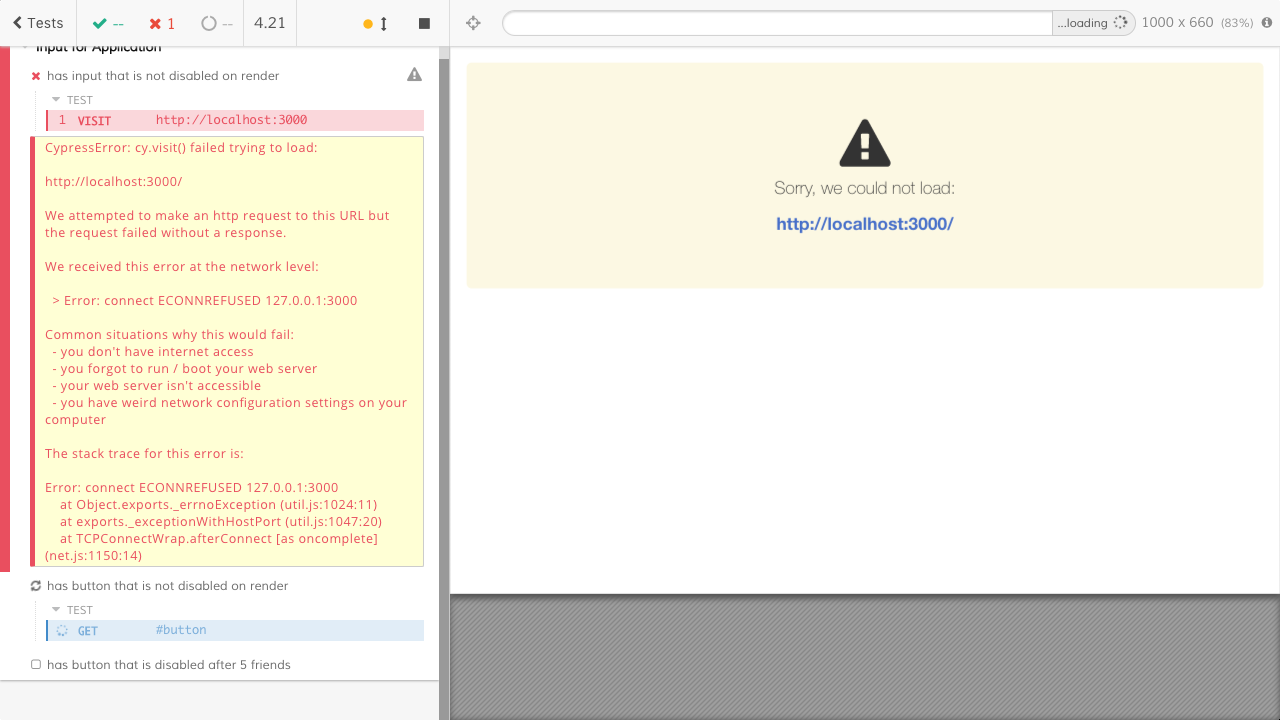 Tests -- 1 -- 4.21
...loading 1000 x 660 (83%)
Input for Application
has input that is not disabled on render
TEST
1 VISIT http://localhost:3000
CypressError: cy.visit() failed trying to load:
http://localhost:3000/
We attempted to make an http request to this URL but
the request failed without a response.
We received this error at the network level:
> Error: connect ECONNREFUSED 127.0.0.1:3000
Common situations why this would fail:
- you don't have internet access
- you forgot to run / boot your web server
- your web server isn't accessible
- you have weird network configuration settings on your
computer
The stack trace for this error is:
Error: connect ECONNREFUSED 127.0.0.1:3000
at Object.exports._errnoException (util.js:1024:11)
at exports._exceptionWithHostPort (util.js:1047:20)
at TCPConnectWrap.afterConnect [as oncomplete]
(net.js:1150:14)
has button that is not disabled on render
TEST
GET #button
has button that is disabled after 5 friends
Sorry, we could not load:
http://localhost:3000/